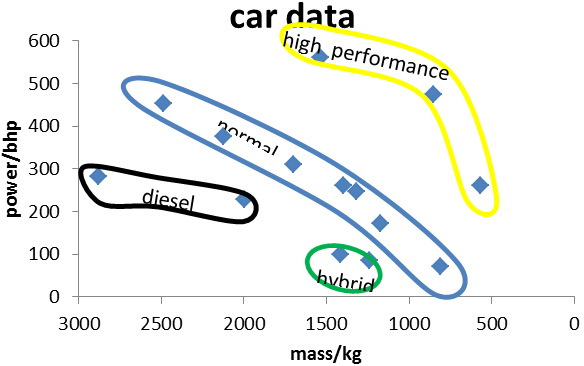 car data
600
500
400
300
200
100
0
power/bhp
high performance
normal
diesel
hybrid
3000 2500 2000 1500 1000 500 0
mass/kg